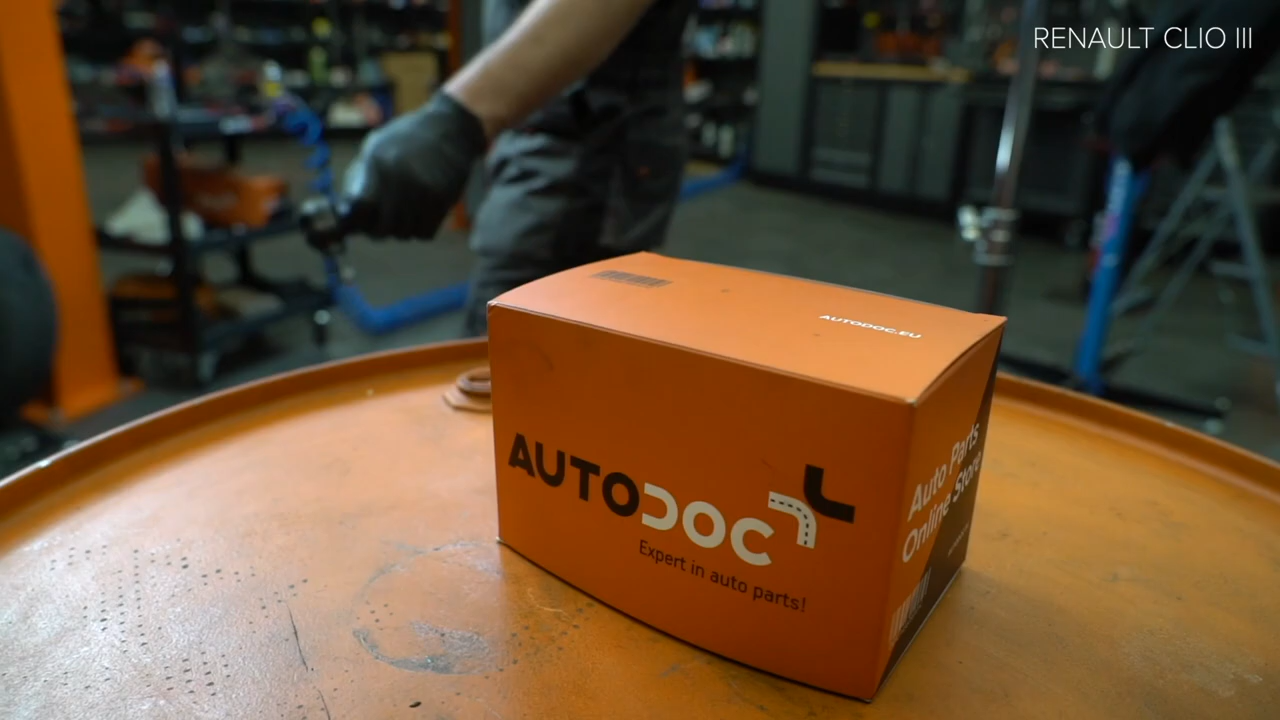 RENAULT CLIO III
AUTODOC.EU
AUTODOC
Expert in auto parts!
Auto Parts
Online Store